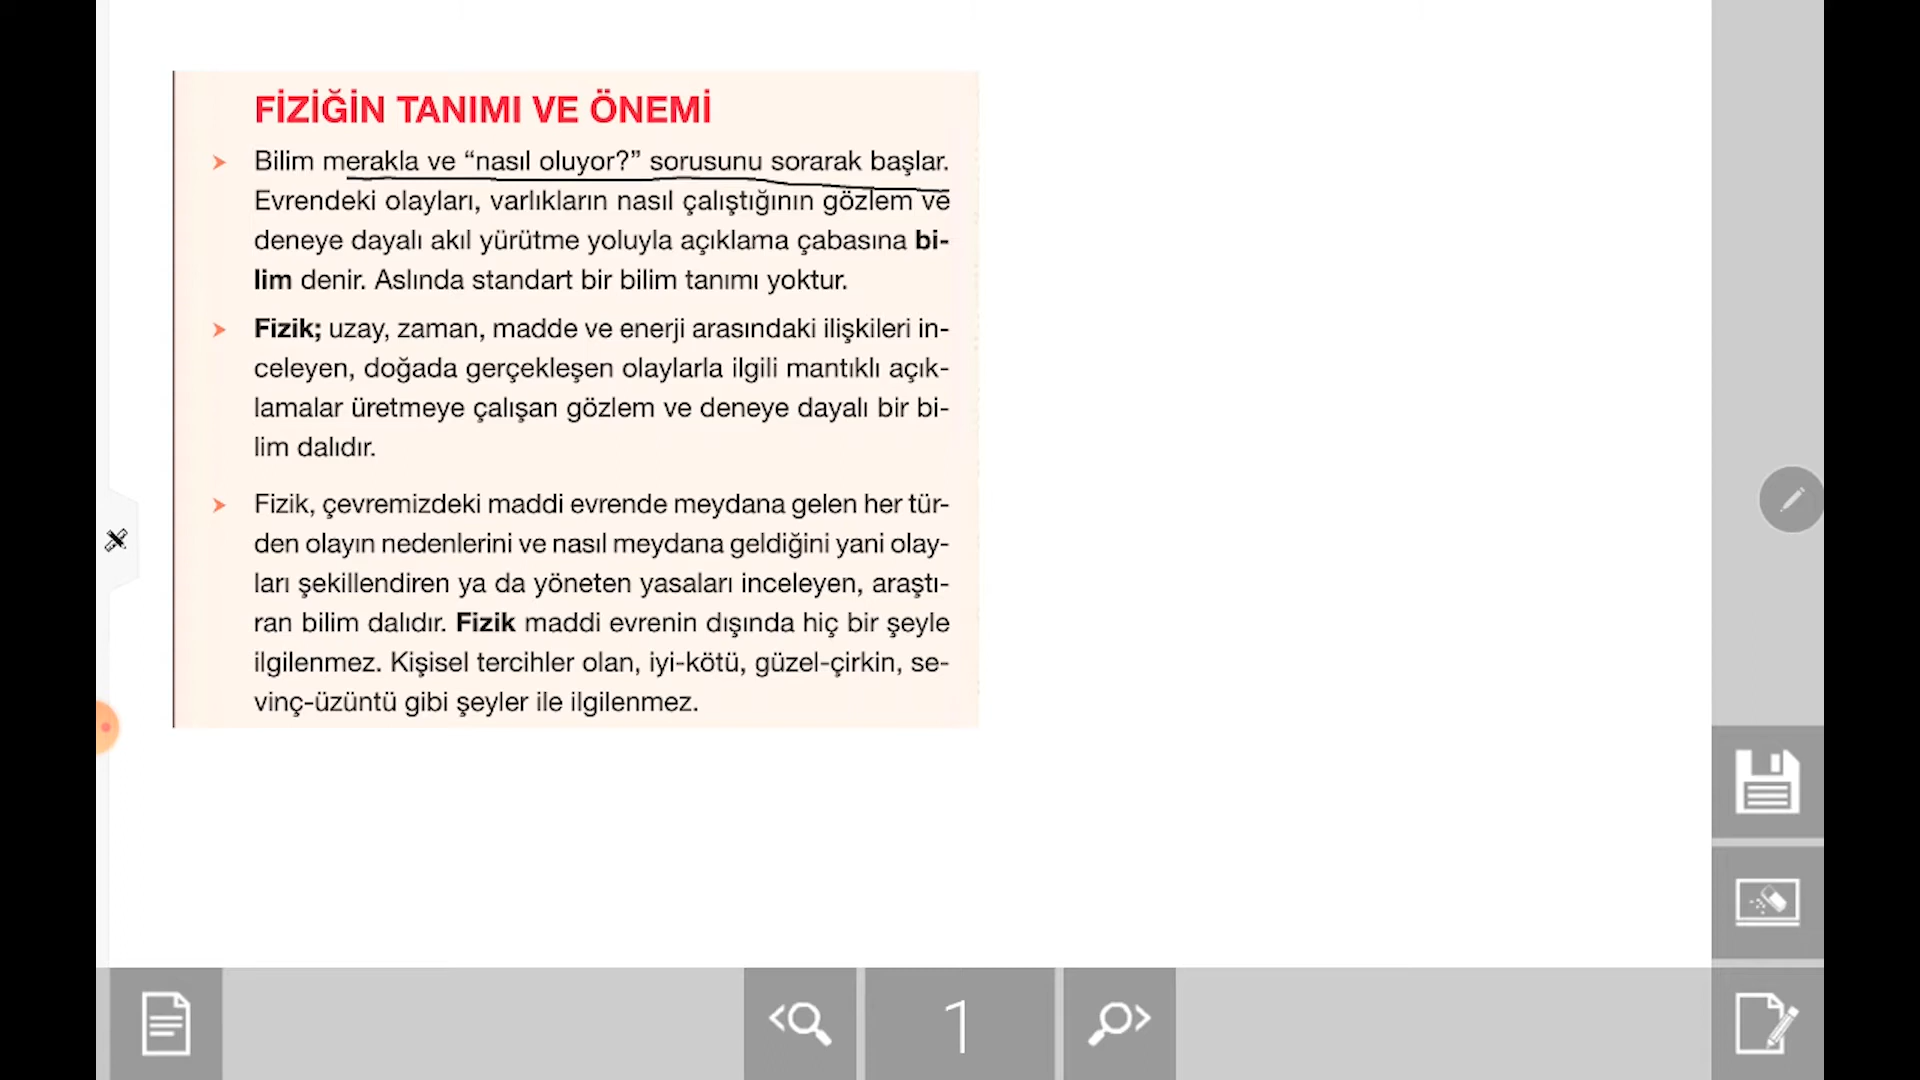 FİZİĞİN TANIMI VE ÖNEMİ
Bilim merakla ve “nasıl oluyor?” sorusunu sorarak başlar.
Evrendeki olayları, varlıkların nasıl çalıştığının gözlem ve
deneye dayalı akıl yürütme yoluyla açıklama çabasına bi-
lim denir. Aslında standart bir bilim tanımı yoktur.
Fizik; uzay, zaman, madde ve enerji arasındaki ilişkileri in-
celeyen, doğada gerçekleşen olaylarla ilgili mantıklı açık-
lamalar üretmeye çalışan gözlem ve deneye dayalı bir bi-
lim dalıdır.
Fizik, çevremizdeki maddi evrende meydana gelen her tür-
den olayın nedenlerini ve nasıl meydana geldiğini yani olay-
ları şekillendiren ya da yöneten yasaları inceleyen, araştı-
ran bilim dalıdır. Fizik maddi evrenin dışında hiç bir şeyle
ilgilenmez. Kişisel tercihler olan, iyi-kötü, güzel-çirkin, se-
vinç-üzüntü gibi şeyler ile ilgilenmez.
1